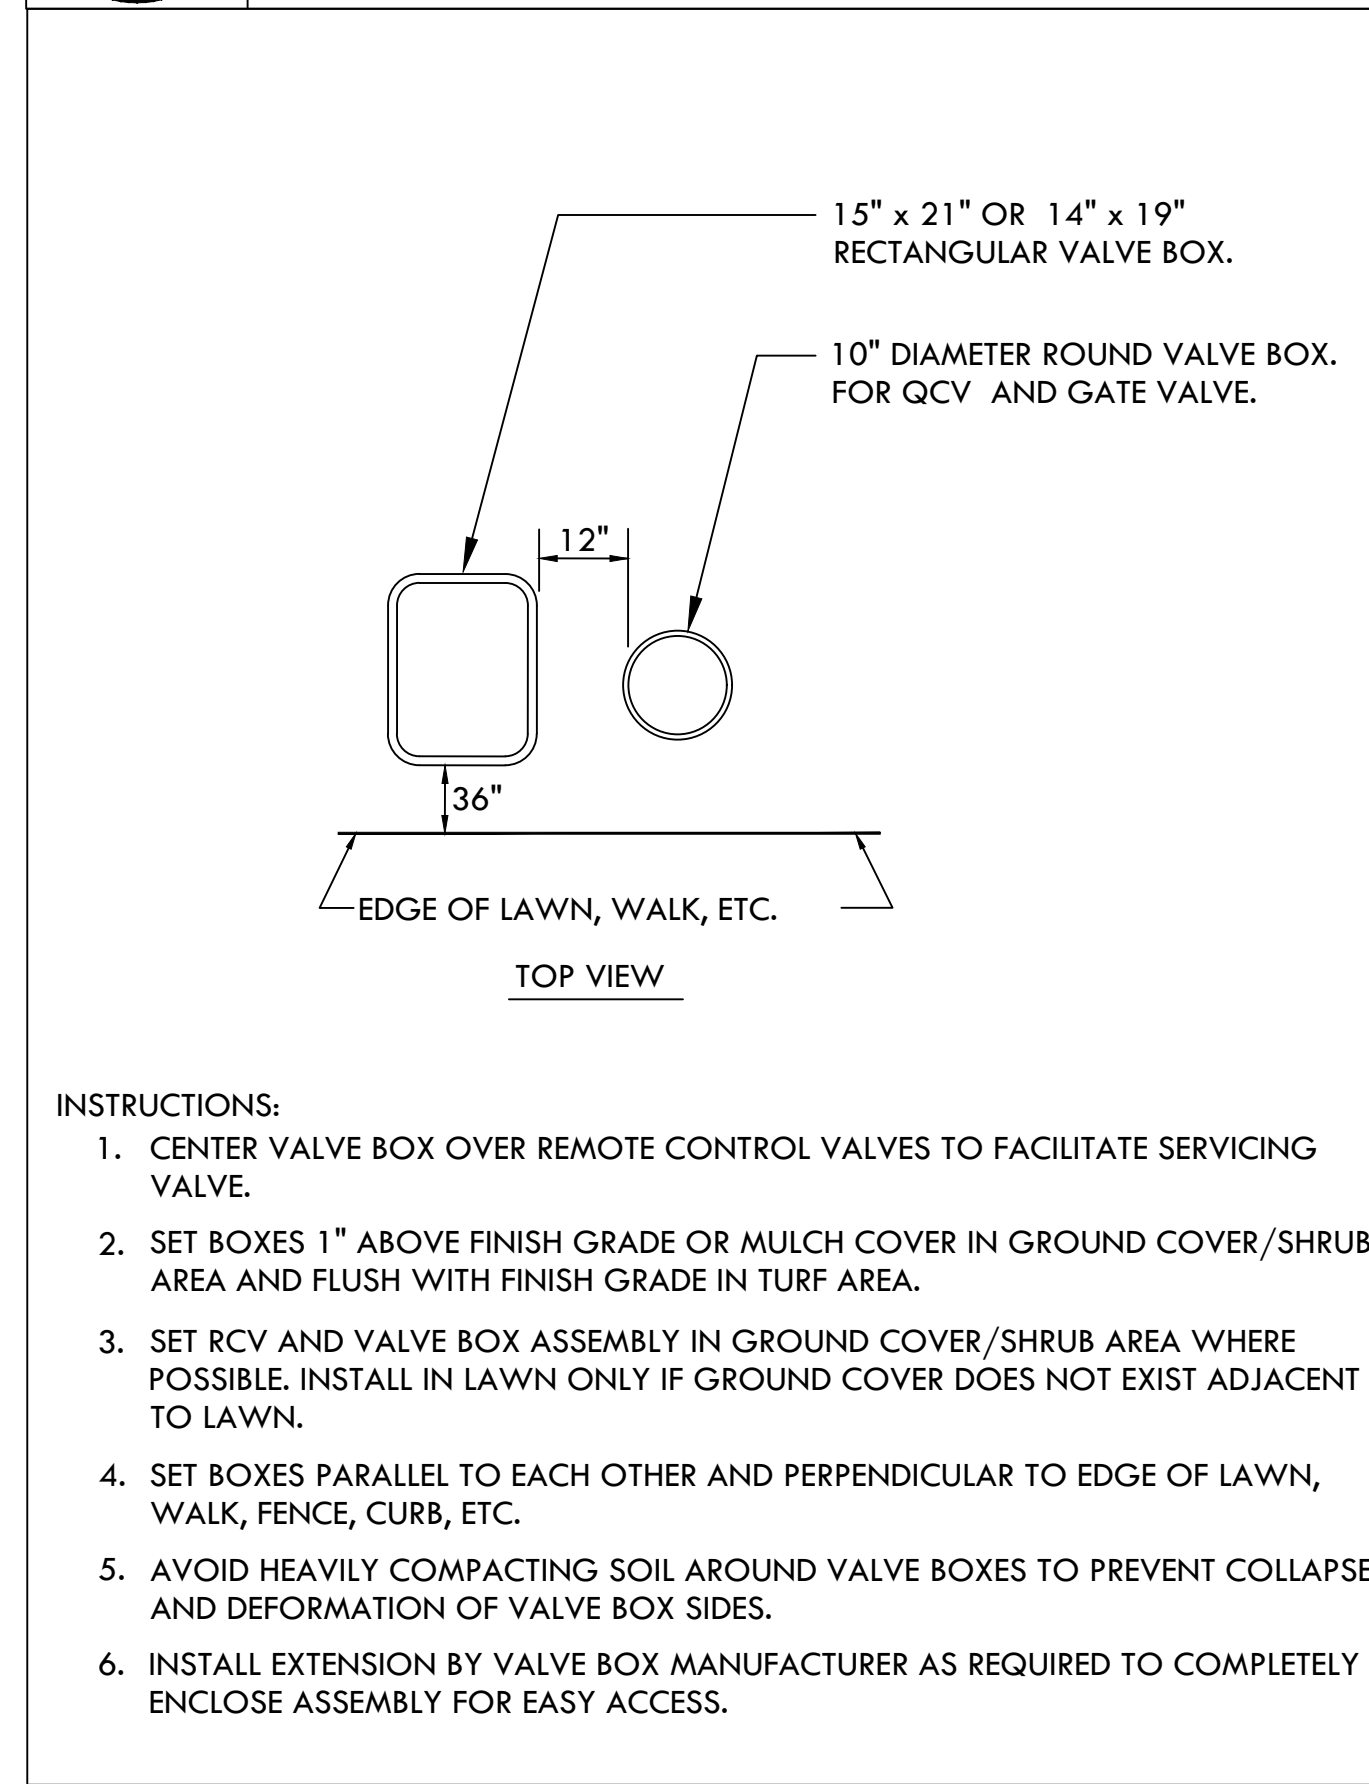 15" x 21" OR 14" x 19"
RECTANGULAR VALVE BOX.
10" DIAMETER ROUND VALVE BOX.
FOR QCV AND GATE VALVE.
12"
36"
EDGE OF LAWN, WALK, ETC.
TOP VIEW
INSTRUCTIONS:
1. CENTER VALVE BOX OVER REMOTE CONTROL VALVES TO FACILITATE SERVICING
VALVE.
2. SET BOXES 1" ABOVE FINISH GRADE OR MULCH COVER IN GROUND COVER/SHRUB
AREA AND FLUSH WITH FINISH GRADE IN TURF AREA.
3. SET RCV AND VALVE BOX ASSEMBLY IN GROUND COVER/SHRUB AREA WHERE
POSSIBLE. INSTALL IN LAWN ONLY IF GROUND COVER DOES NOT EXIST ADJACENT
TO LAWN.
4. SET BOXES PARALLEL TO EACH OTHER AND PERPENDICULAR TO EDGE OF LAWN,
WALK, FENCE, CURB, ETC.
5. AVOID HEAVILY COMPACTING SOIL AROUND VALVE BOXES TO PREVENT COLLAPSE
AND DEFORMATION OF VALVE BOX SIDES.
6. INSTALL EXTENSION BY VALVE BOX MANUFACTURER AS REQUIRED TO COMPLETELY
ENCLOSE ASSEMBLY FOR EASY ACCESS.